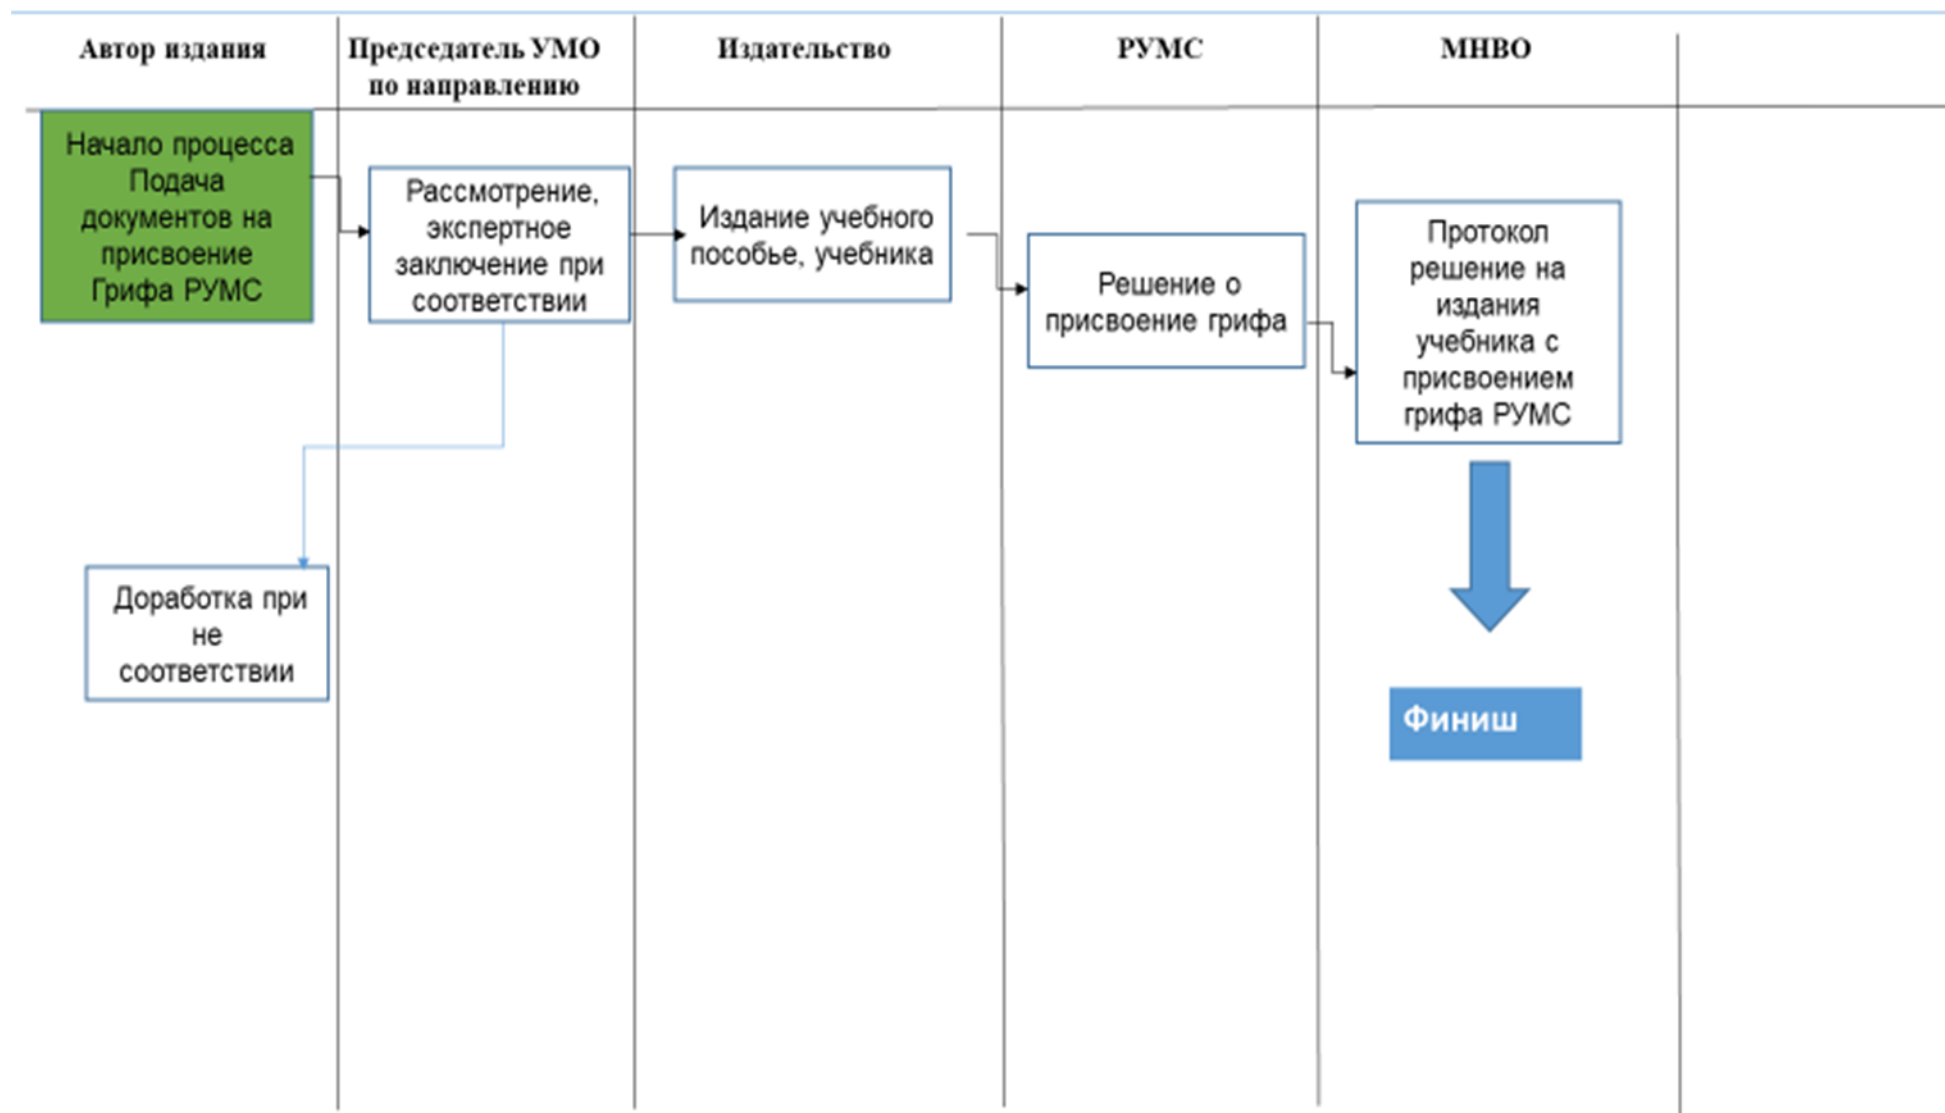 Автор издания
Председатель УМО
по направлению
Издательство
РУМС
МНВО
Начало процесса
Подача
документов на
присвоение
Грифа РУМС
Рассмотрение,
экспертное
заключение при
соответствии
Издание учебного
пособье, учебника
Решение о
присвоение грифа
Протокол
решение на
издания
учебника с
присвоением
грифа РУМС
Доработка при
не
соответствии
Финиш